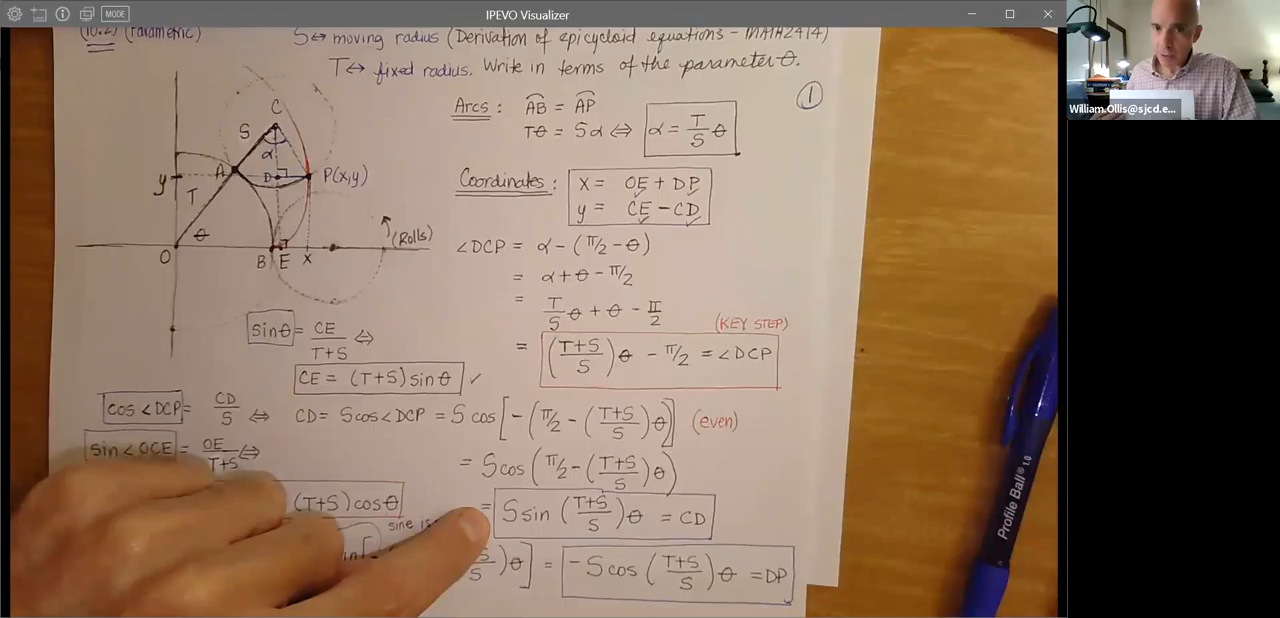 MODE
IPEVO Visualizer
(10.2) (Parametric)
S ↔ moving radius (Derivation of epicycloid equations - MATH2414)
T ↔ fixed radius. Write in terms of the parameter θ.
①
Arcs: AB = AP
Tθ = Sα ⇔ α = T/S θ
C
S
α
A
D
P(x,y)
y
T
θ
(Rolls)
O
B
E
X
Coordinates: X = OE + DP
y = CE - CD
∠DCP = α - (π/2 - θ)
= α + θ - π/2
= T/S θ + θ - π/2
(KEY STEP)
= ((T+S)/S) θ - π/2 = ∠DCP
sinθ = CE/(T+S) ⇔
CE = (T+S) sinθ ✓
cos ∠DCP = CD/S ⇔ CD = S cos ∠DCP = S cos [-(π/2 - ((T+S)/S) θ)] (even)
sin ∠OCE = OE/(T+S) ⇔
= S cos (π/2 - ((T+S)/S) θ)
(T+S) cosθ
sine is
= S sin ((T+S)/S) θ = CD
)θ] = -S cos ((T+S)/S) θ = DP
Profile Ball 1.0
William.Ollis@sjcd.e...